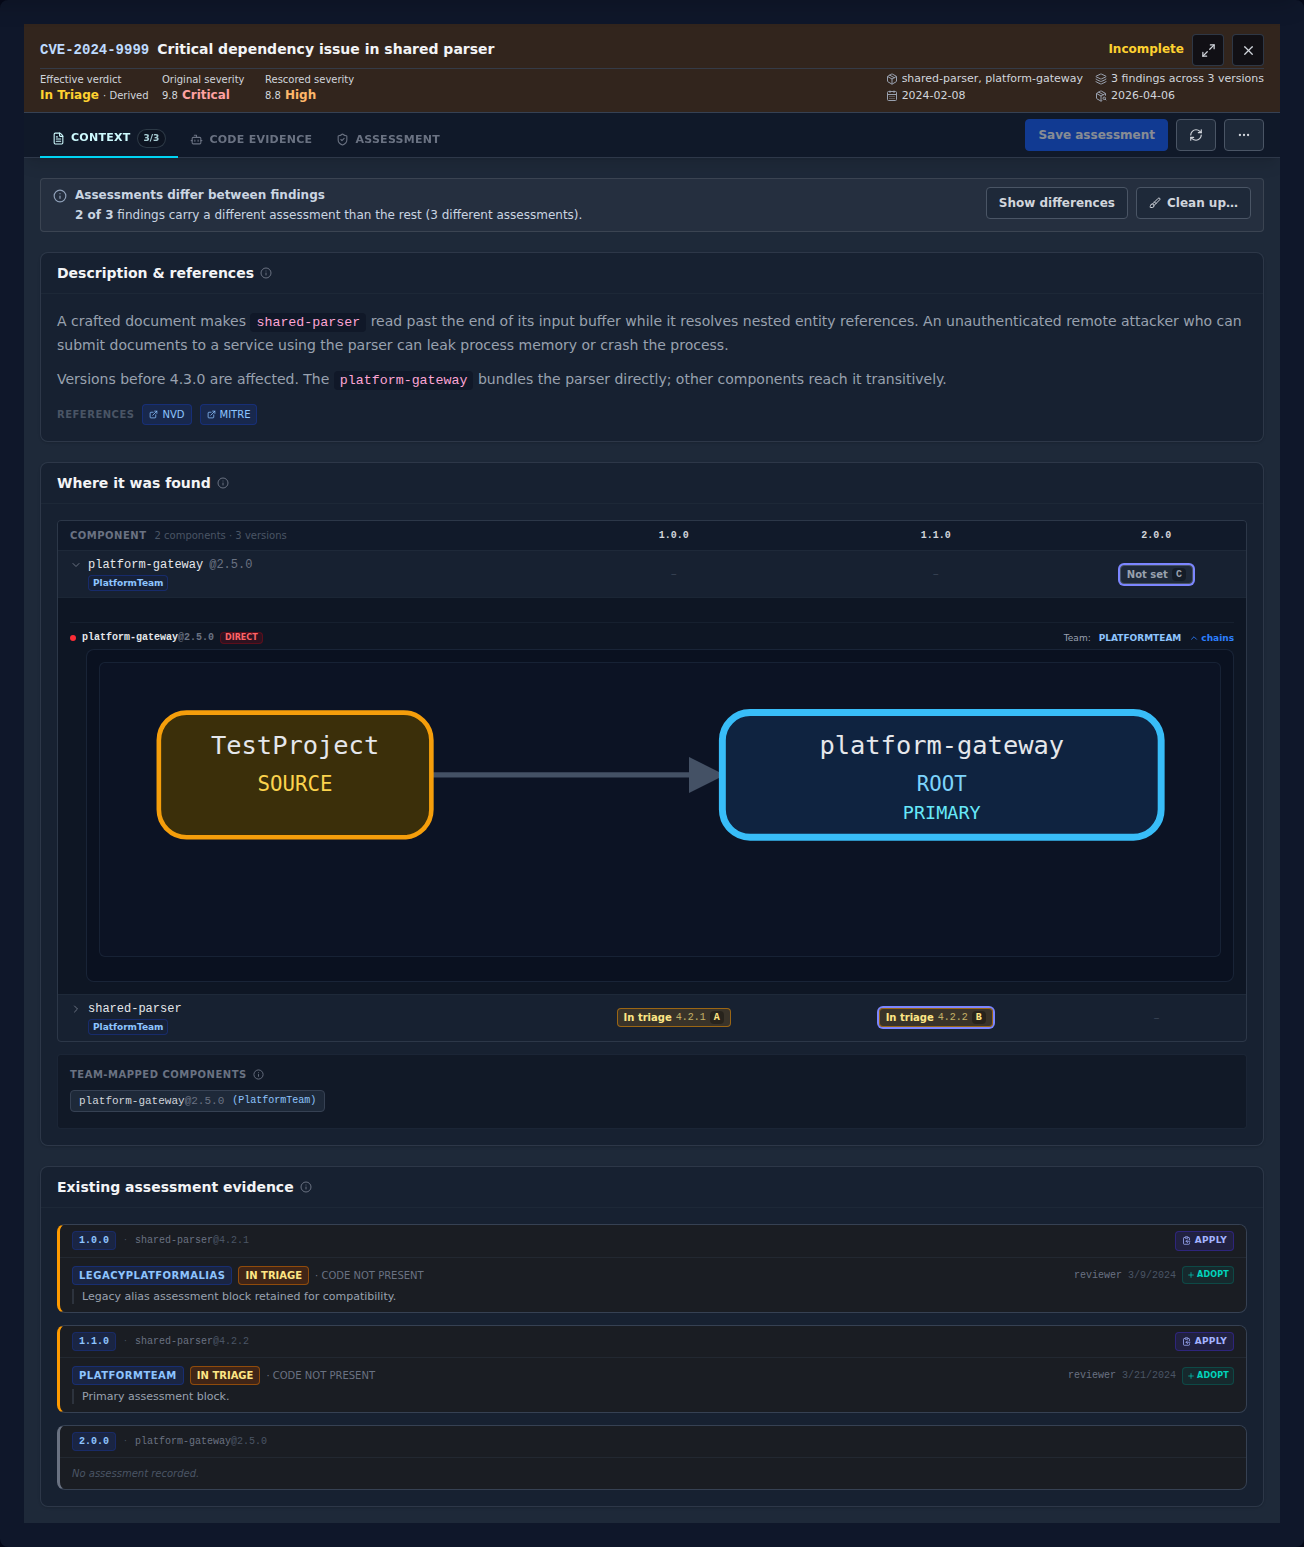 CVE-2024-9999 Critical dependency issue in shared parser
Incomplete
Effective verdict
In Triage · Derived
Original severity
9.8 Critical
Rescored severity
8.8 High
shared-parser, platform-gateway
3 findings across 3 versions
2024-02-08
2026-04-06
CONTEXT 3/3
CODE EVIDENCE
ASSESSMENT
Save assessment
Assessments differ between findings
2 of 3 findings carry a different assessment than the rest (3 different assessments).
Show differences
Clean up…
Description & references
A crafted document makes shared-parser read past the end of its input buffer while it resolves nested entity references. An unauthenticated remote attacker who can
submit documents to a service using the parser can leak process memory or crash the process.
Versions before 4.3.0 are affected. The platform-gateway bundles the parser directly; other components reach it transitively.
REFERENCES NVD MITRE
Where it was found
COMPONENT 2 components · 3 versions 1.0.0 1.1.0 2.0.0
platform-gateway @2.5.0
PlatformTeam
– – Not set C
platform-gateway@2.5.0 DIRECT
Team: PLATFORMTEAM chains
TestProject
SOURCE
platform-gateway
ROOT
PRIMARY
shared-parser
PlatformTeam
In triage 4.2.1 A
In triage 4.2.2 B
–
TEAM-MAPPED COMPONENTS
platform-gateway@2.5.0 (PlatformTeam)
Existing assessment evidence
1.0.0 · shared-parser@4.2.1
APPLY
LEGACYPLATFORMALIAS IN TRIAGE · CODE NOT PRESENT
reviewer 3/9/2024 + ADOPT
Legacy alias assessment block retained for compatibility.
1.1.0 · shared-parser@4.2.2
APPLY
PLATFORMTEAM IN TRIAGE · CODE NOT PRESENT
reviewer 3/21/2024 + ADOPT
Primary assessment block.
2.0.0 · platform-gateway@2.5.0
No assessment recorded.